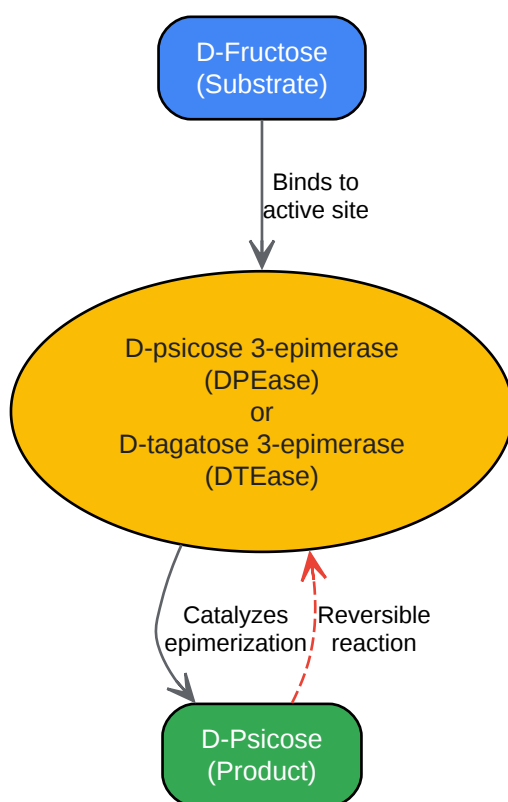 D-Fructose
(Substrate)
Binds to
active site
D-psicose 3-epimerase
(DPEase)
or
D-tagatose 3-epimerase
(DTEase)
Catalyzes
epimerization
Reversible
reaction
D-Psicose
(Product)